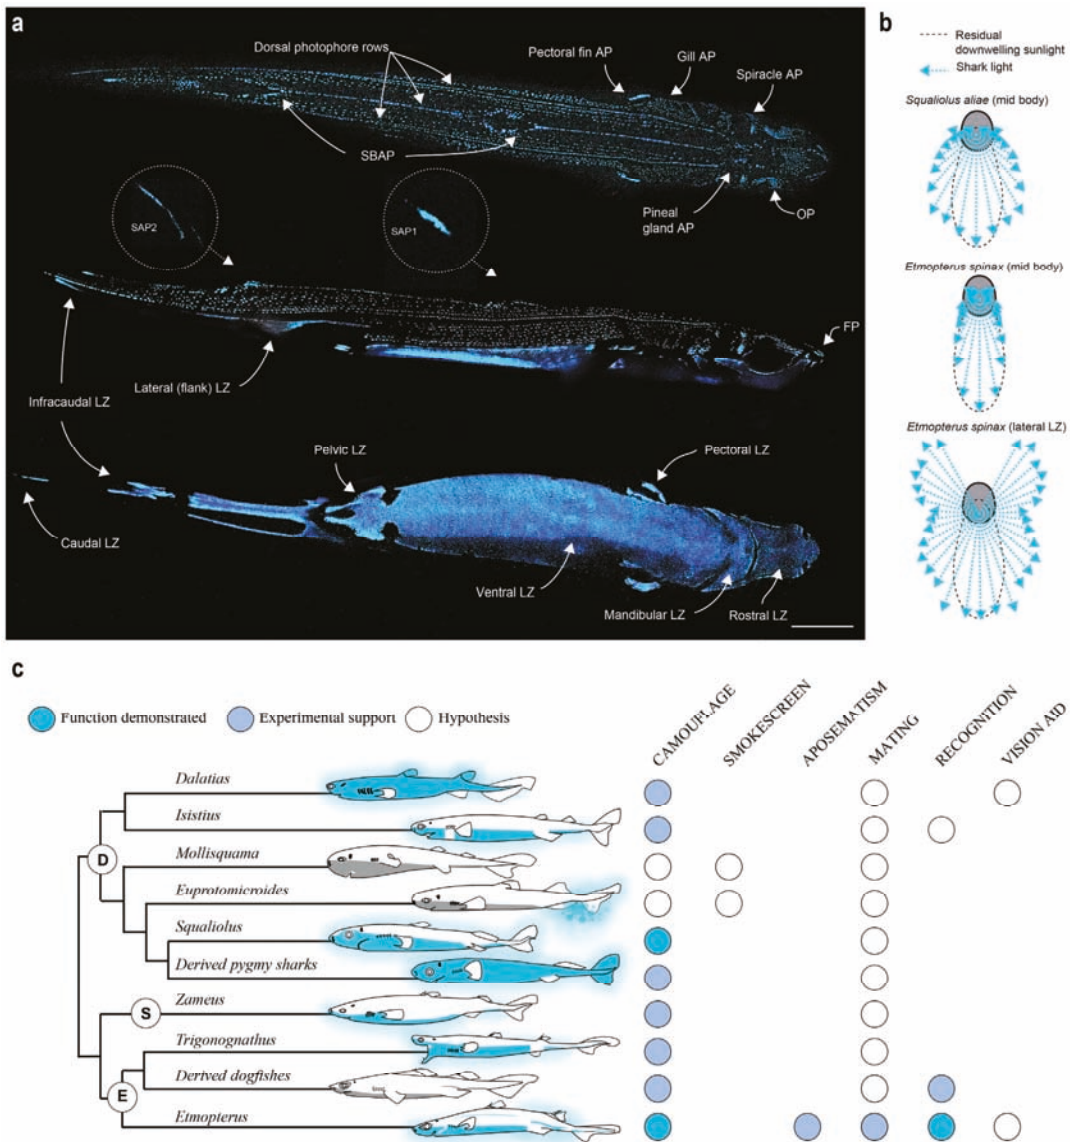 a
Dorsal photophore rows
Pectoral fin AP
Gill AP
Spiracle AP
SBAP
Pineal
gland AP
OP
SAP2
SAP1
FP
Lateral (flank) LZ
Infracaudal LZ
Pelvic LZ
Pectoral LZ
Caudal LZ
Ventral LZ
Mandibular LZ
Rostral LZ
b
Residual
downwelling sunlight
Shark light
Squaliolus aliae (mid body)
Etmopterus spinax (mid body)
Etmopterus spinax (lateral LZ)
c
Function demonstrated
Experimental support
Hypothesis
CAMOUFLAGE
SMOKESCREEN
APOSEMATISM
MATING
RECOGNITION
VISION AID
Dalatias
Isistius
D
Mollisquama
Euprotomicroides
Squaliolus
Derived pygmy sharks
Zameus
S
Trigonognathus
Derived dogfishes
E
Etmopterus